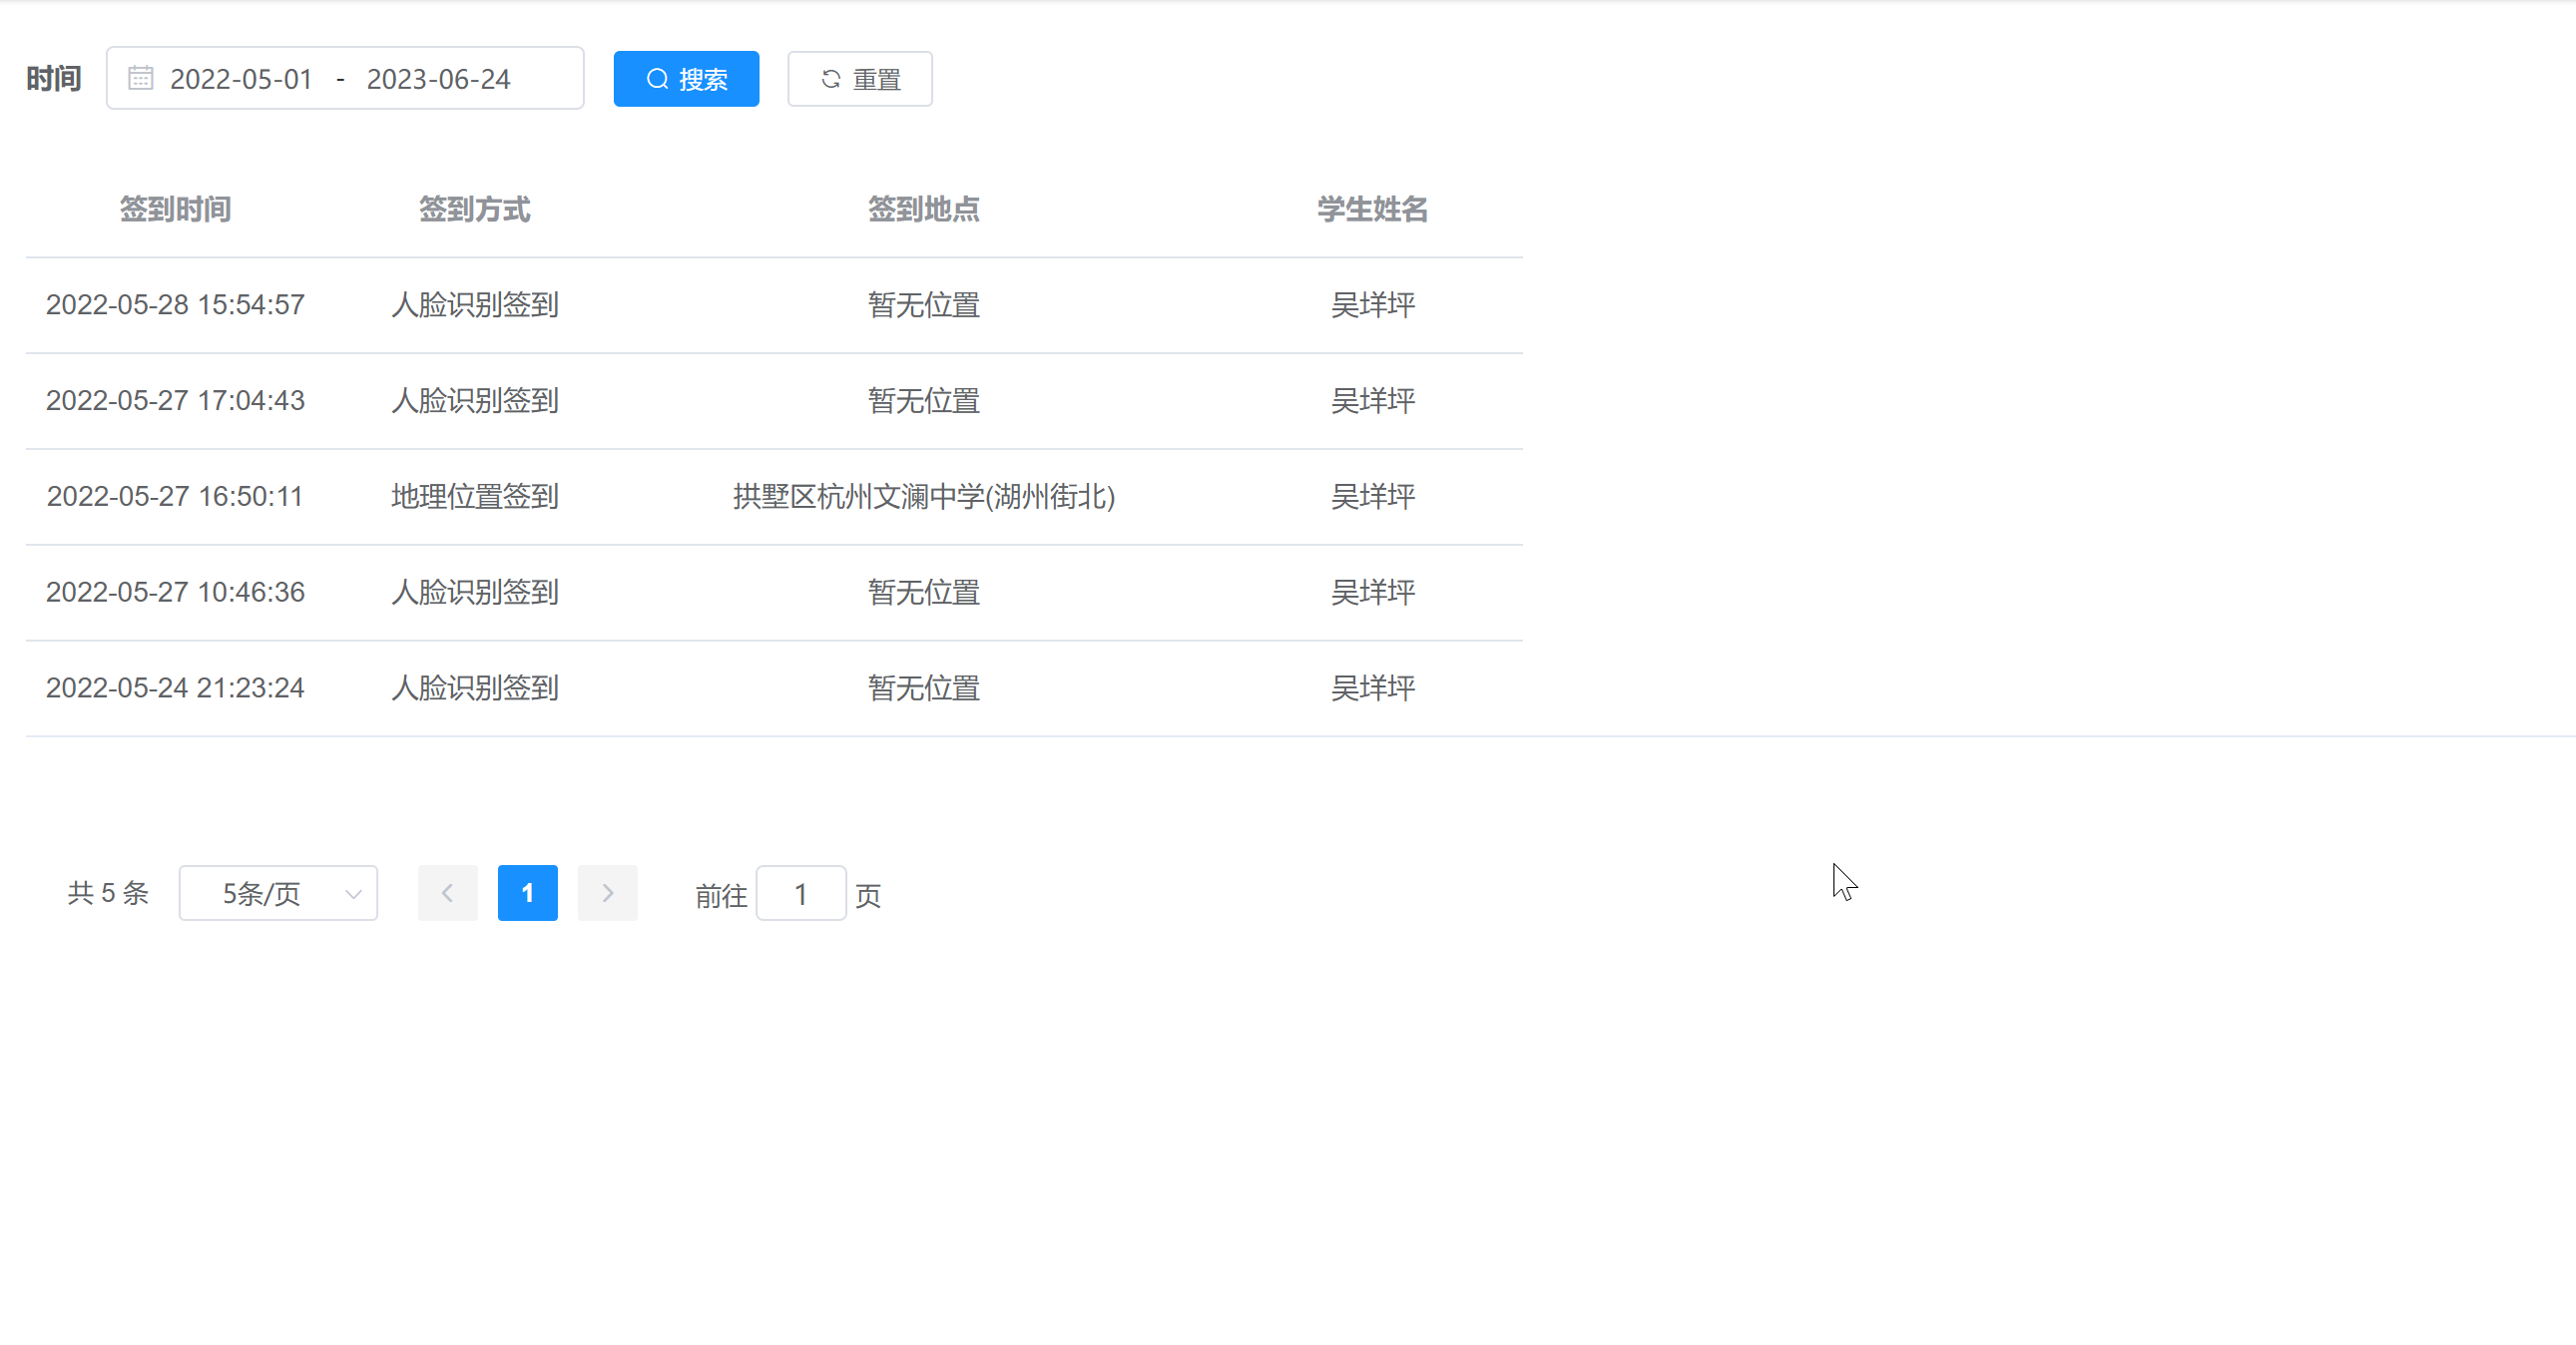 时间 2022-05-01 - 2023-06-24 搜索 重置
签到时间 签到方式 签到地点 学生姓名
2022-05-28 15:54:57 人脸识别签到 暂无位置 吴垟坪
2022-05-27 17:04:43 人脸识别签到 暂无位置 吴垟坪
2022-05-27 16:50:11 地理位置签到 拱墅区杭州文澜中学(湖州街北) 吴垟坪
2022-05-27 10:46:36 人脸识别签到 暂无位置 吴垟坪
2022-05-24 21:23:24 人脸识别签到 暂无位置 吴垟坪
共 5 条 5条/页 1 前往 1 页